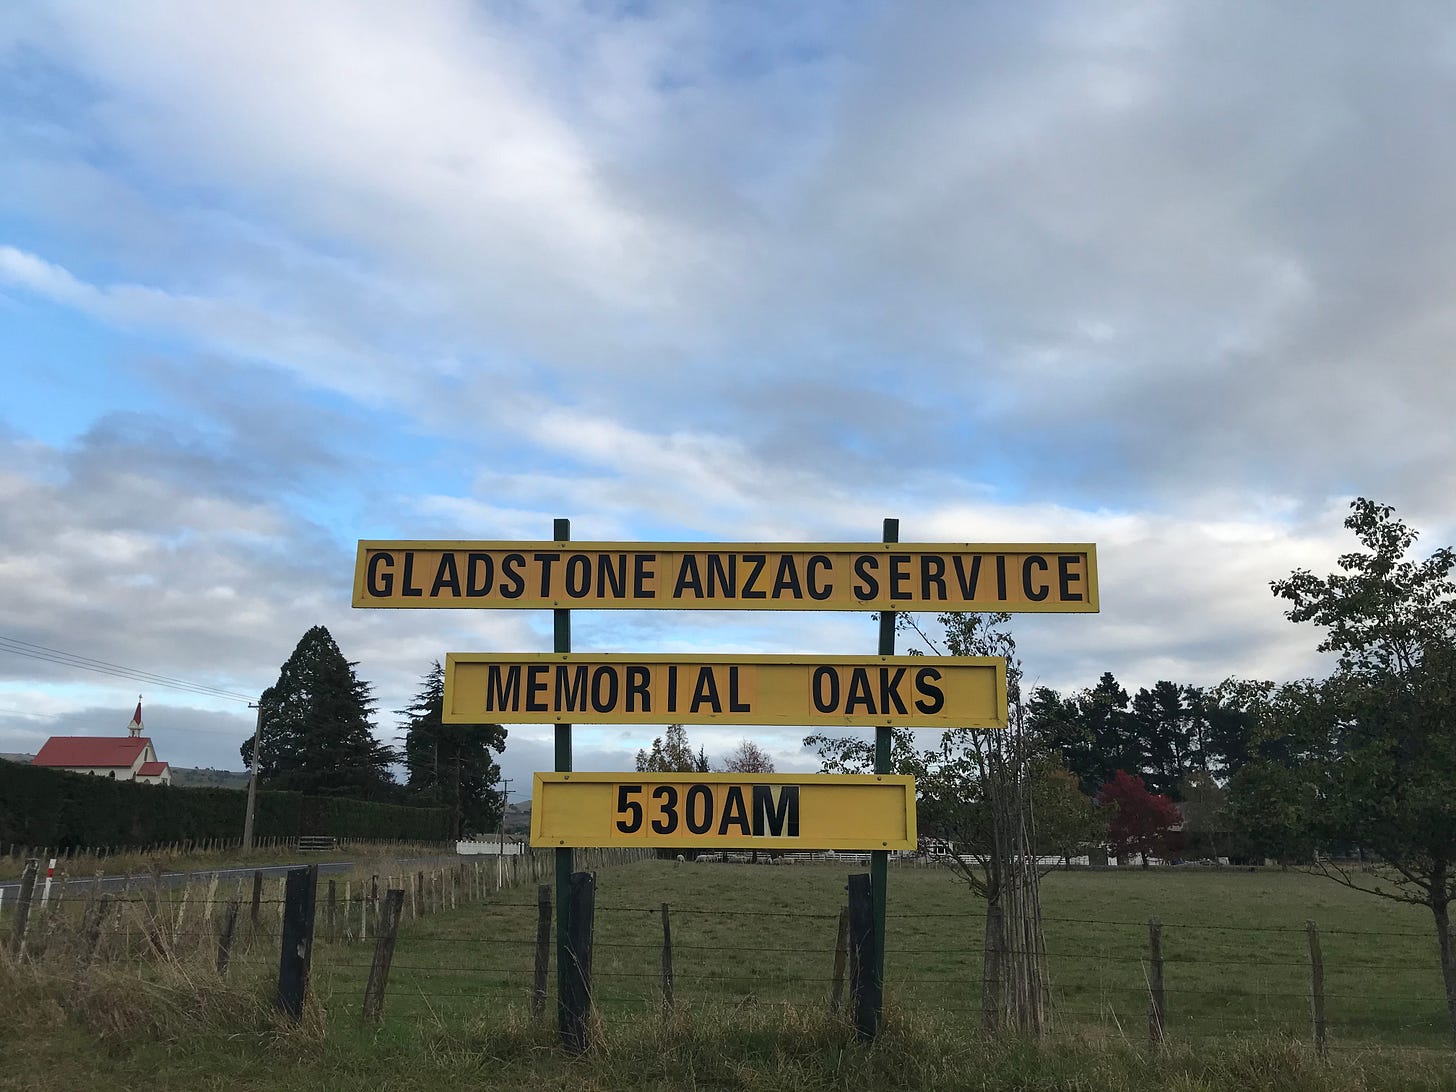 GLADSTONE ANZAC SERVICE
MEMORIAL OAKS
530AM